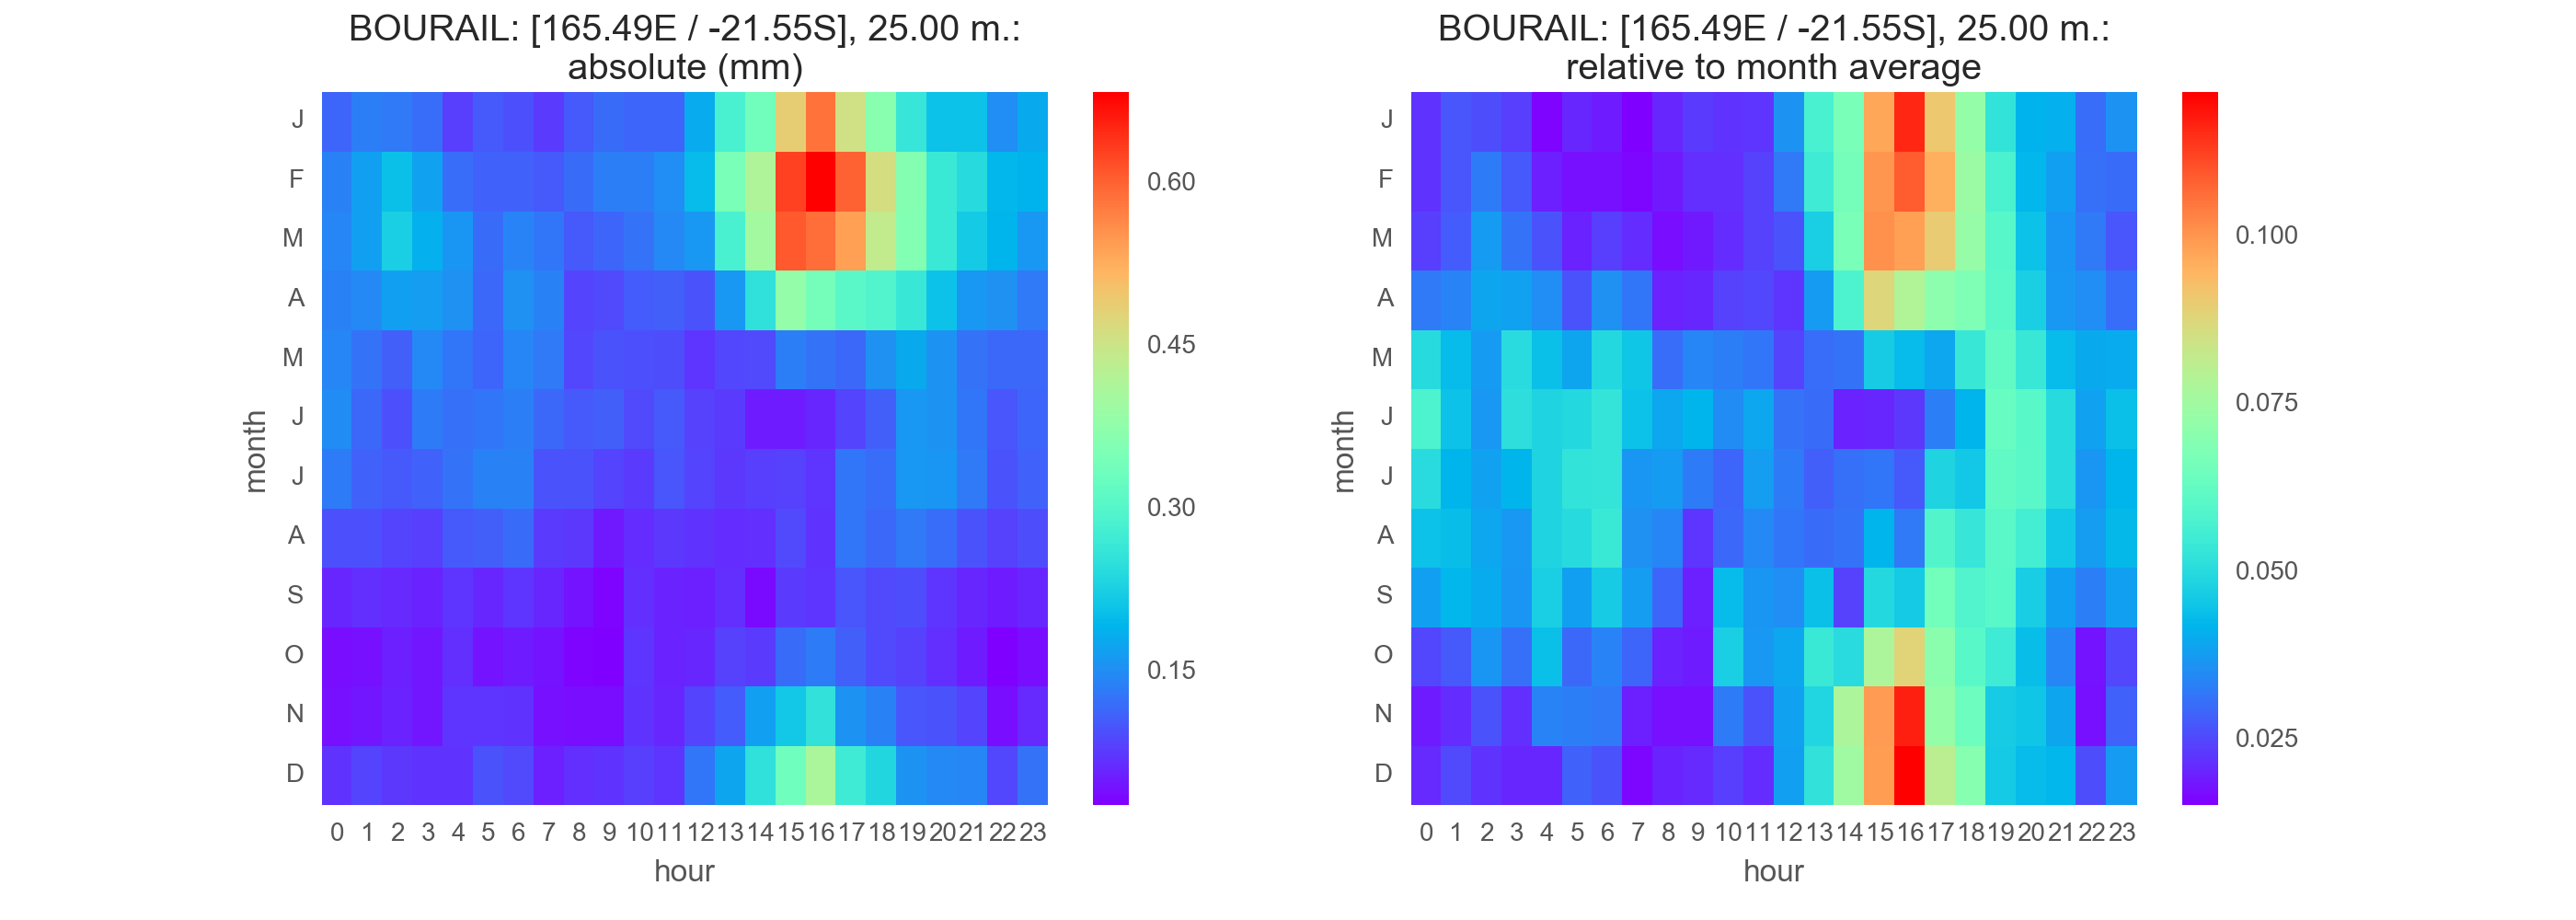 BOURAIL: [165.49E / -21.55S], 25.00 m.:
absolute (mm)
J
F
M
A
M
J
J
A
S
O
N
D
month
0 1 2 3 4 5 6 7 8 9 10 11 12 13 14 15 16 17 18 19 20 21 22 23
hour
0.60
0.45
0.30
0.15
BOURAIL: [165.49E / -21.55S], 25.00 m.:
relative to month average
J
F
M
A
M
J
J
A
S
O
N
D
month
0 1 2 3 4 5 6 7 8 9 10 11 12 13 14 15 16 17 18 19 20 21 22 23
hour
0.100
0.075
0.050
0.025